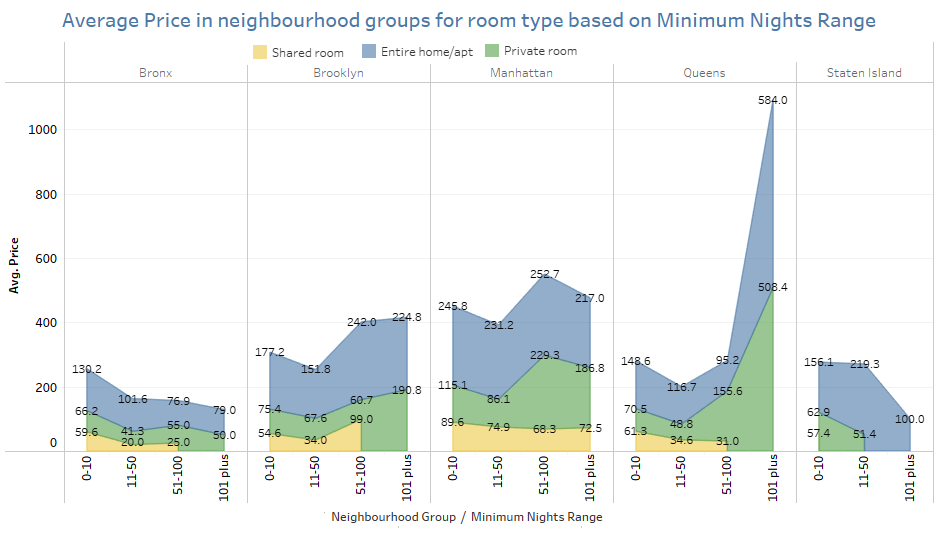 Average Price in neighbourhood groups for room type based on Minimum Nights Range
Shared room Entire home/apt Private room
Bronx Brooklyn Manhattan Queens Staten Island
Avg. Price
1000
800
600
400
200
0
130.2 101.6 76.9 79.0
66.2 41.3 55.0 50.0
59.6 20.0 25.0
177.2 151.8 242.0 224.8
75.4 67.6 60.7 190.8
54.6 34.0 99.0
245.8 231.2 252.7 217.0
115.1 86.1 229.3 186.8
89.6 74.9 68.3 72.5
148.6 116.7 95.2 584.0
70.5 48.8 155.6 508.4
61.3 34.6 31.0
156.1 219.3 100.0
62.9 51.4
57.4
0-10 11-50 51-100 101 plus 0-10 11-50 51-100 101 plus 0-10 11-50 51-100 101 plus 0-10 11-50 51-100 101 plus 0-10 11-50 101 plus
Neighbourhood Group / Minimum Nights Range